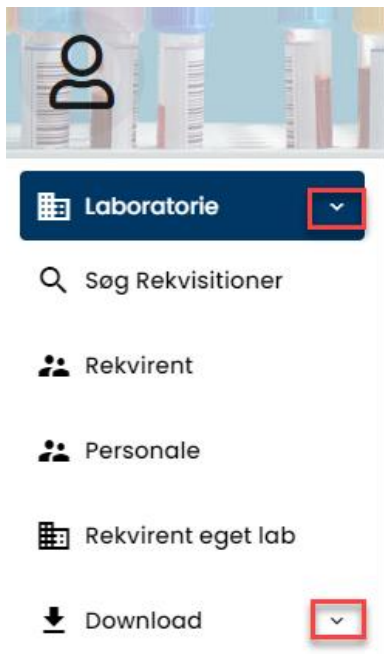 Laboratorie
Søg Rekvisitioner
Rekvirent
Personale
Rekvirent eget lab
Download